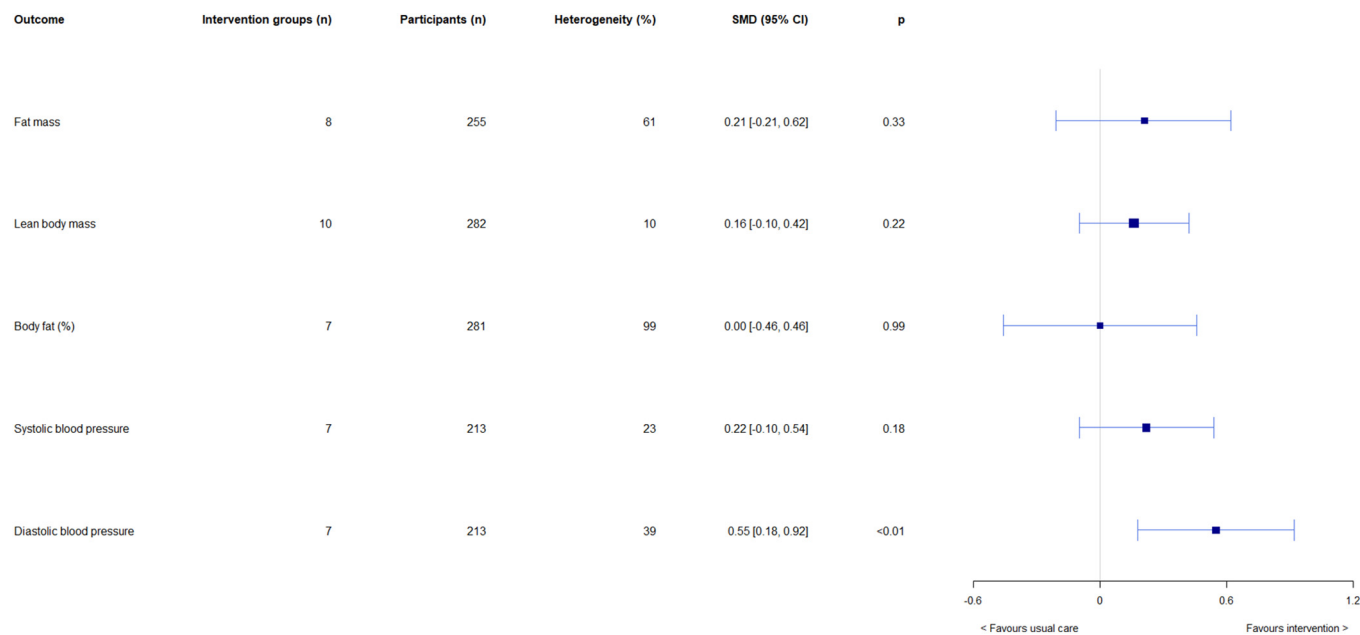 Outcome Intervention groups (n) Participants (n) Heterogeneity (%) SMD (95% CI) p
Fat mass 8 255 61 0.21 [-0.21, 0.62] 0.33
Lean body mass 10 282 10 0.16 [-0.10, 0.42] 0.22
Body fat (%) 7 281 99 0.00 [-0.46, 0.46] 0.99
Systolic blood pressure 7 213 23 0.22 [-0.10, 0.54] 0.18
Diastolic blood pressure 7 213 39 0.55 [0.18, 0.92] <0.01
-0.6 0 0.6 1.2
< Favours usual care Favours intervention >